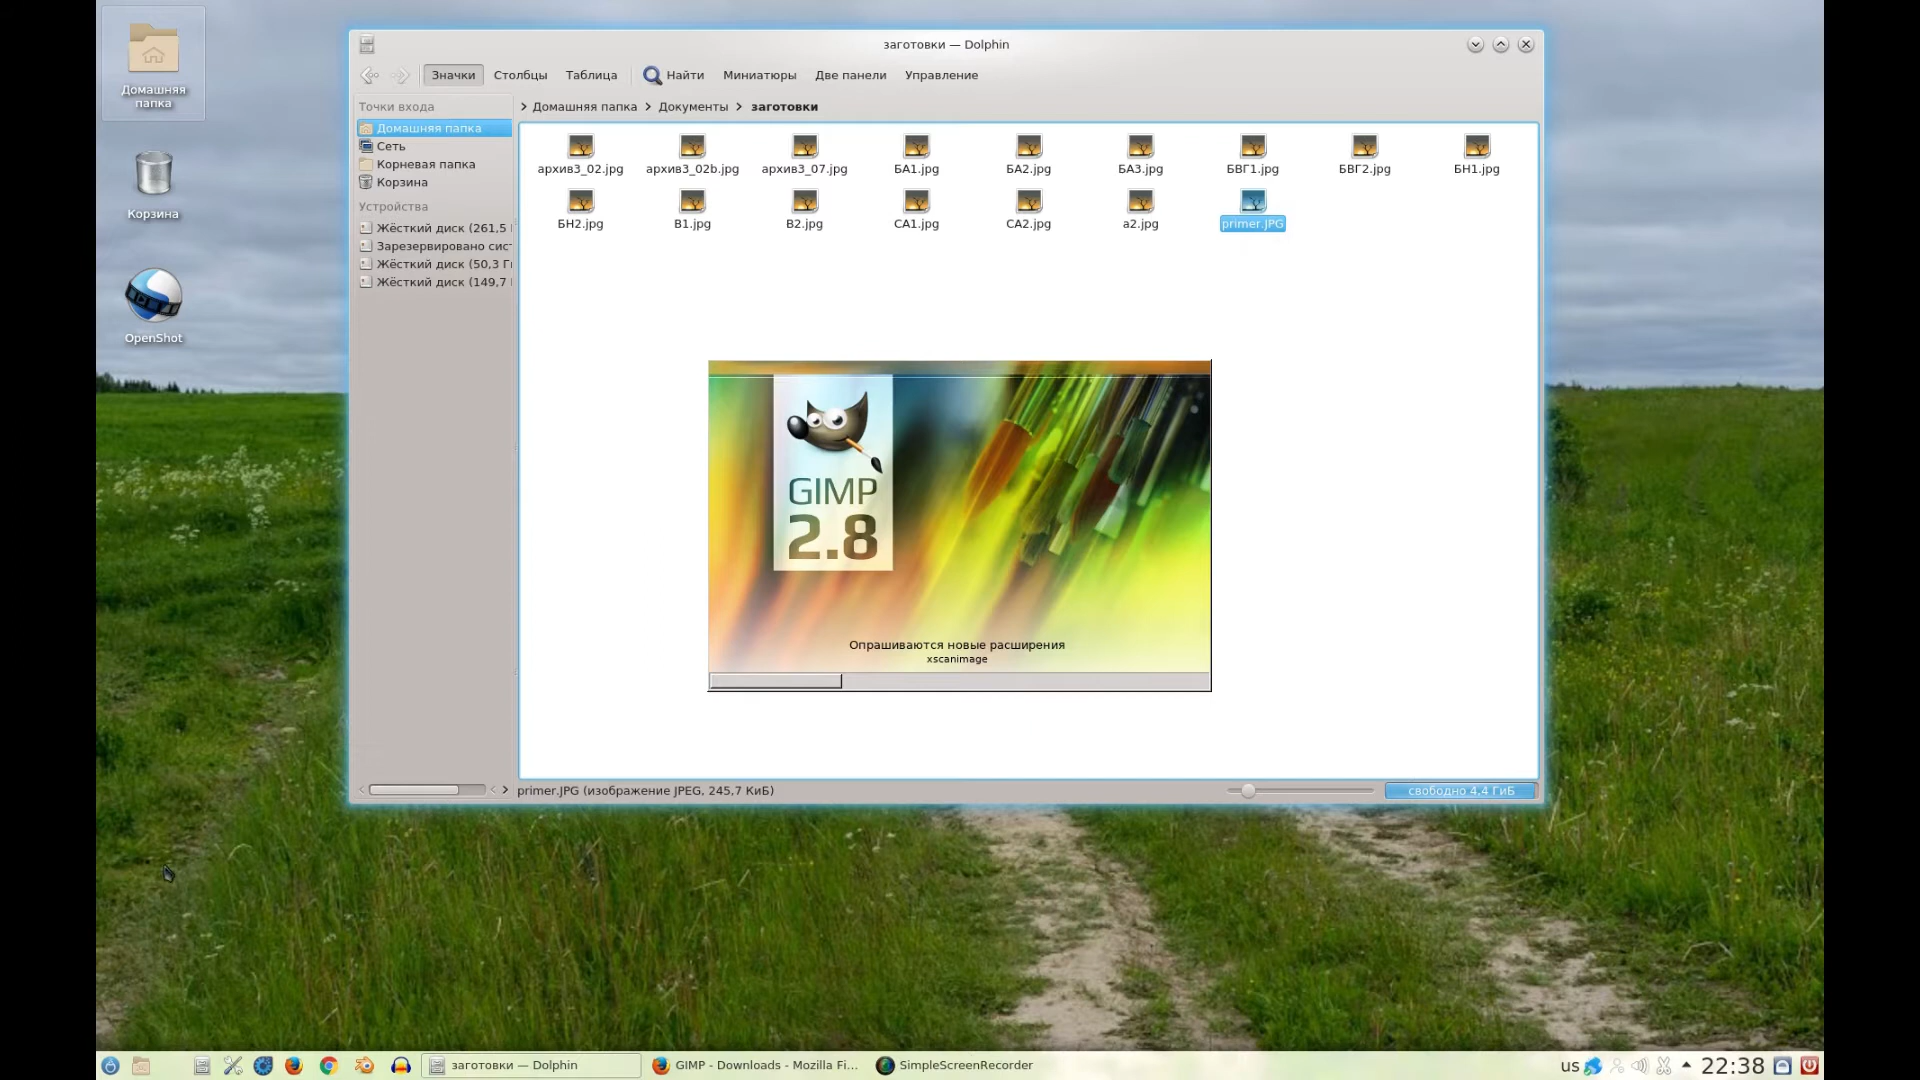 Домашняя
папка
Корзина
OpenShot
заготовки — Dolphin
Значки
Столбцы
Таблица
Найти
Миниатюры
Две панели
Управление
Точки входа
Домашняя папка
Сеть
Корневая папка
Корзина
Устройства
Жёсткий диск (261,5
Зарезервировано сист
Жёсткий диск (50,3 Ги
Жёсткий диск (149,7
> Домашняя папка > Документы > заготовки
архив3_02.jpg
архив3_02b.jpg
архив3_07.jpg
БА1.jpg
БА2.jpg
БА3.jpg
БВГ1.jpg
БВГ2.jpg
БН1.jpg
БН2.jpg
В1.jpg
В2.jpg
СА1.jpg
СА2.jpg
а2.jpg
primer.JPG
GIMP
2.8
Опрашиваются новые расширения
xscanimage
primer.JPG (изображение JPEG, 245,7 КиБ)
свободно 4,4 ГиБ
заготовки — Dolphin
GIMP - Downloads - Mozilla Fi...
SimpleScreenRecorder
us
22:38